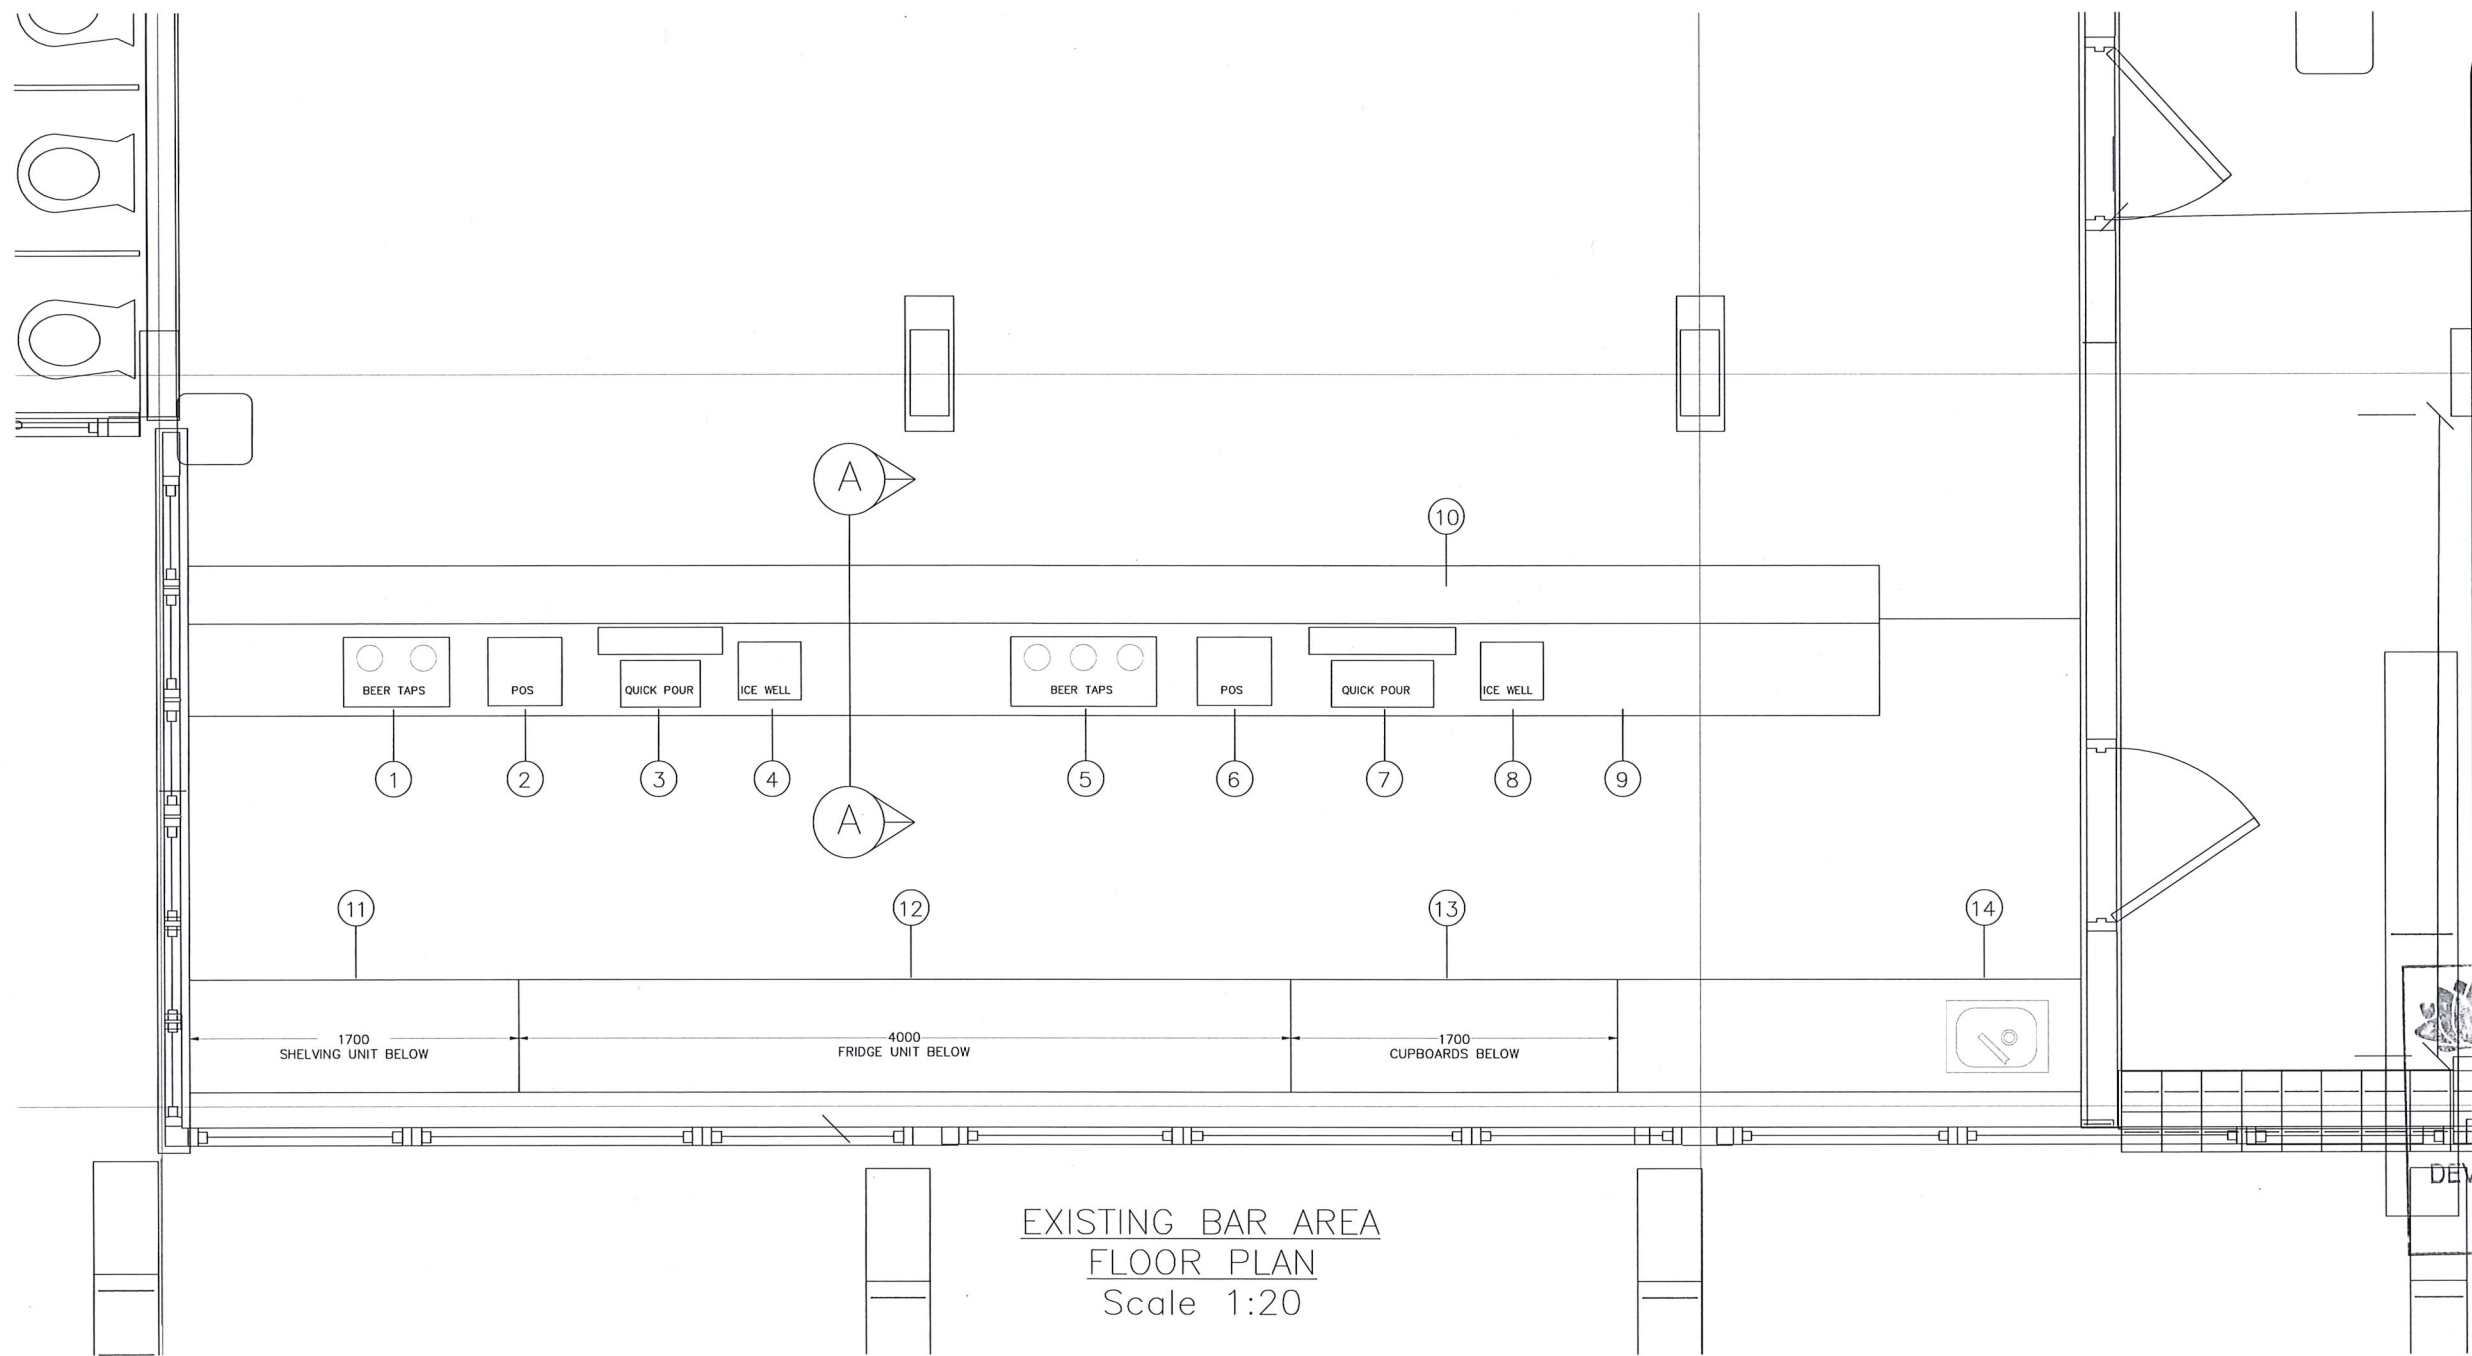 A
10
BEER TAPS
POS
QUICK POUR
ICE WELL
BEER TAPS
POS
QUICK POUR
ICE WELL
1
2
3
4
5
6
7
8
9
A
11
12
13
14
1700
SHELVING UNIT BELOW
4000
FRIDGE UNIT BELOW
1700
CUPBOARDS BELOW
EXISTING BAR AREA
FLOOR PLAN
Scale 1:20